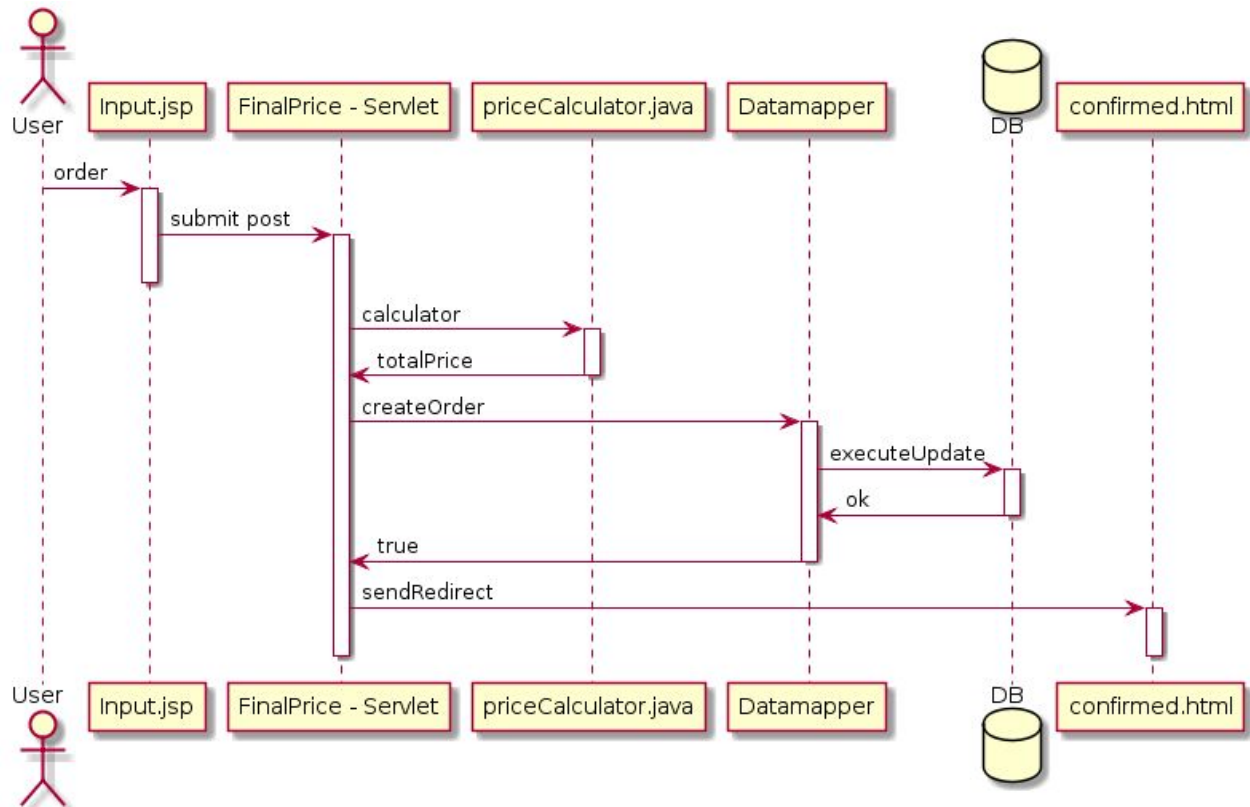 User
Input.jsp
FinalPrice - Servlet
priceCalculator.java
Datamapper
DB
confirmed.html
order
submit post
calculator
totalPrice
createOrder
executeUpdate
ok
true
sendRedirect
User
Input.jsp
FinalPrice - Servlet
priceCalculator.java
Datamapper
DB
confirmed.html